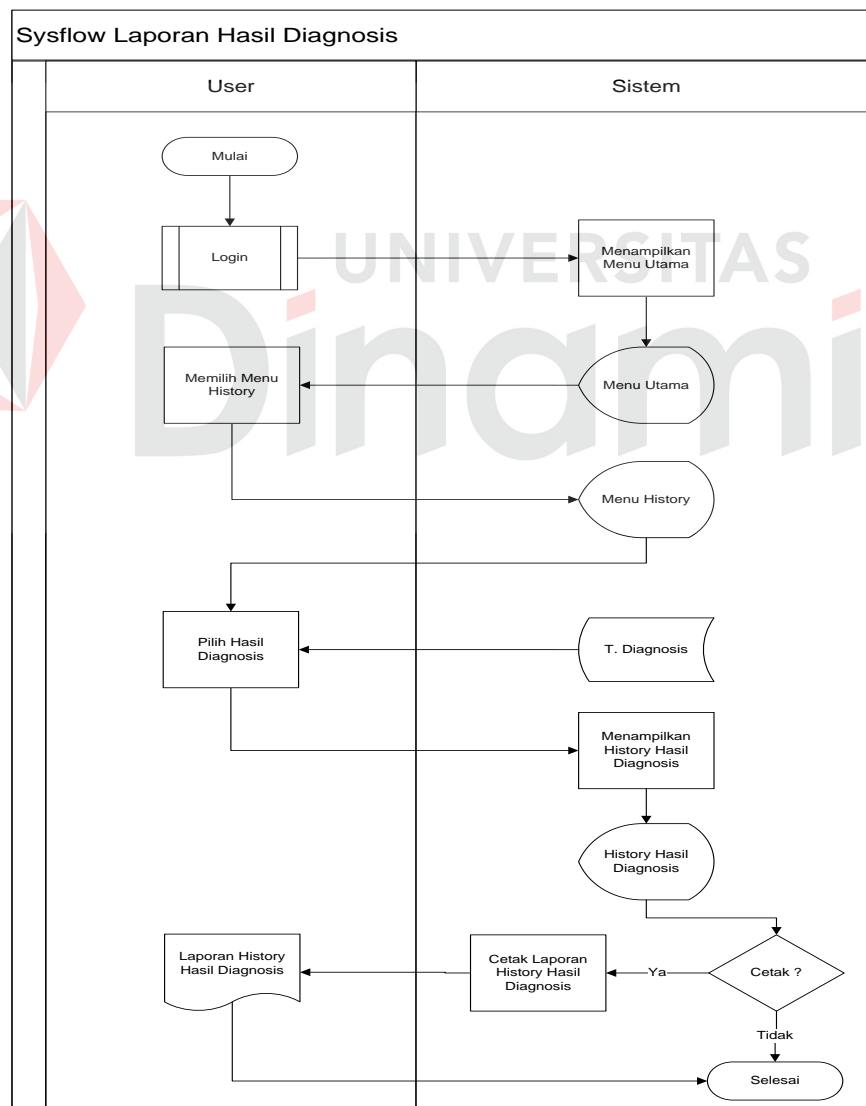 Sysflow Laporan Hasil Diagnosis
User
Sistem
Mulai
Login
Menampilkan
Menu Utama
Memilih Menu
History
Menu Utama
Menu History
Pilih Hasil
Diagnosis
T. Diagnosis
Menampilkan
History Hasil
Diagnosis
History Hasil
Diagnosis
Laporan History
Hasil Diagnosis
Cetak Laporan
History Hasil
Diagnosis
Ya
Cetak ?
Tidak
Selesai
UNIVERSITAS
Dinami